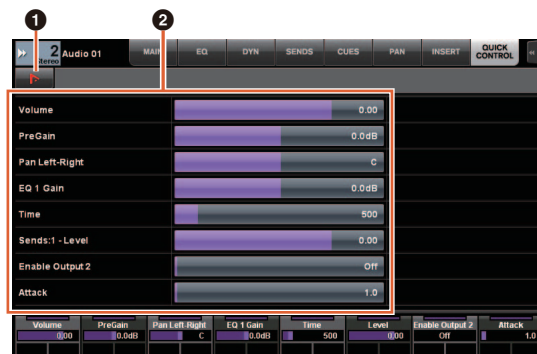 1 2
2 Audio 01 MAIN EQ DYN SENDS CUES PAN INSERT QUICK CONTROL
Stereo
Volume 0.00
PreGain 0.0dB
Pan Left-Right C
EQ 1 Gain 0.0dB
Time 500
Sends:1 - Level 0.00
Enable Output 2 Off
Attack 1.0
Volume PreGain Pan Left-Right EQ 1 Gain Time Level Enable Output 2 Attack
0.00 0.0dB C 0.0dB 500 0.00 Off 1.0